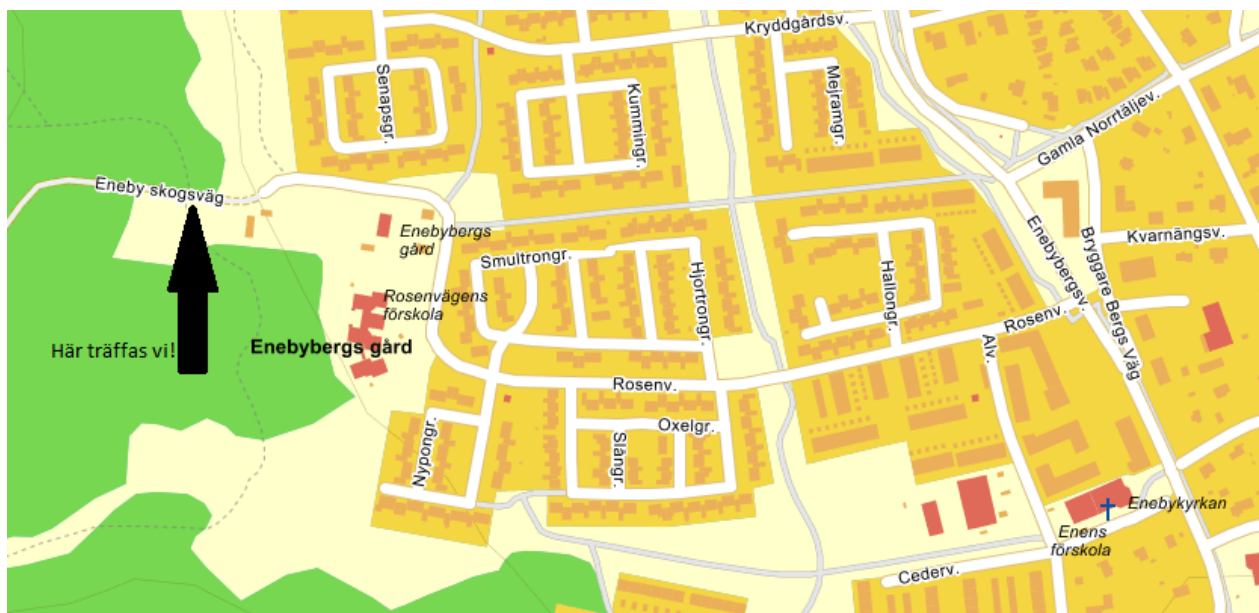 Kryddgårdsv.
Senapsgr.
Kummingr.
Mejramgr.
Gamla Norrtäljev.
Eneby skogsväg
Enebybergs
gård
Smultrongr.
Hjortrongr.
Hallongr.
Enebybergsv.
Bryggare Bergs Väg
Kvarnängsv.
Rosenvägens
förskola
Här träffas vi!
Enebybergs gård
Rosenv.
Rosenv.
Alv.
Nypongr.
Slångr.
Oxelgr.
Enebykyrkan
Enens
förskola
Cederv.